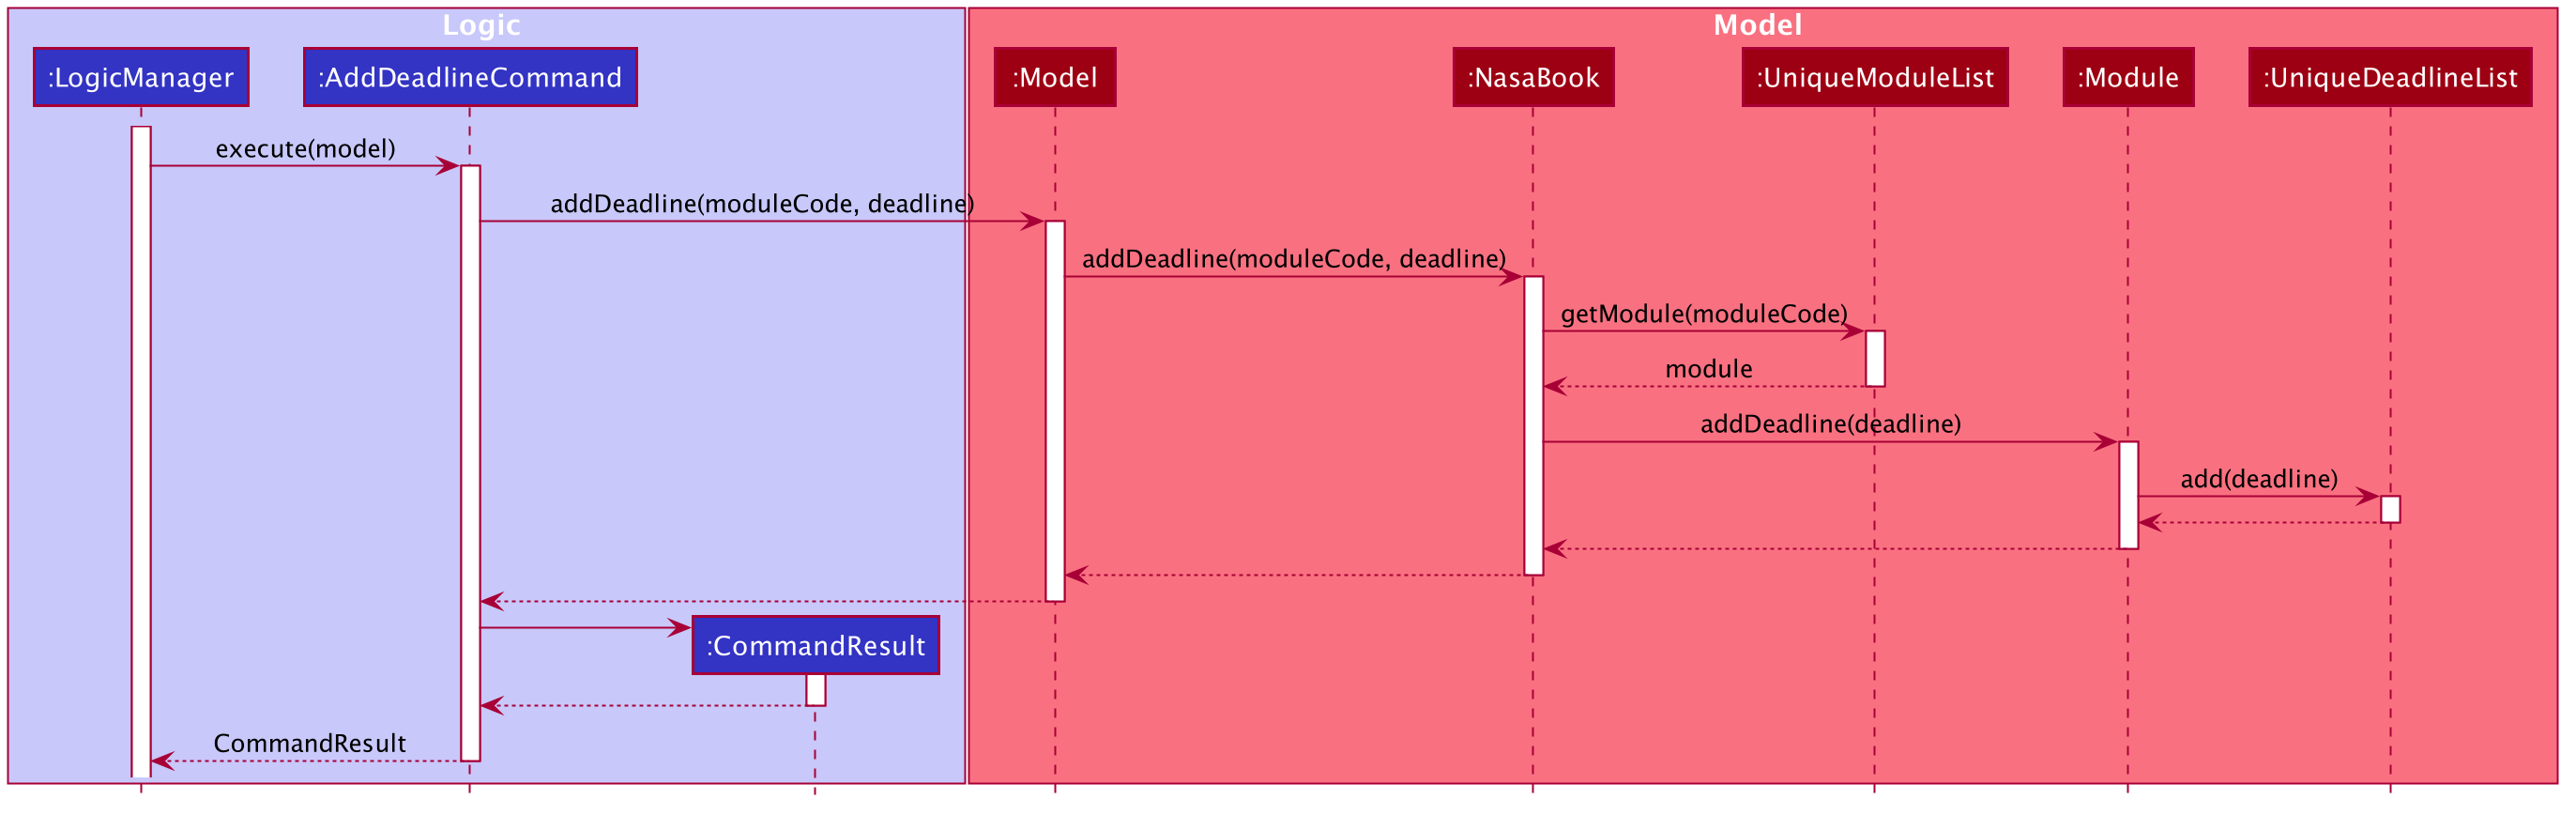 Logic
Model
:LogicManager
:AddDeadlineCommand
:Model
:NasaBook
:UniqueModuleList
:Module
:UniqueDeadlineList
execute(model)
addDeadline(moduleCode, deadline)
addDeadline(moduleCode, deadline)
getModule(moduleCode)
module
addDeadline(deadline)
add(deadline)
:CommandResult
CommandResult